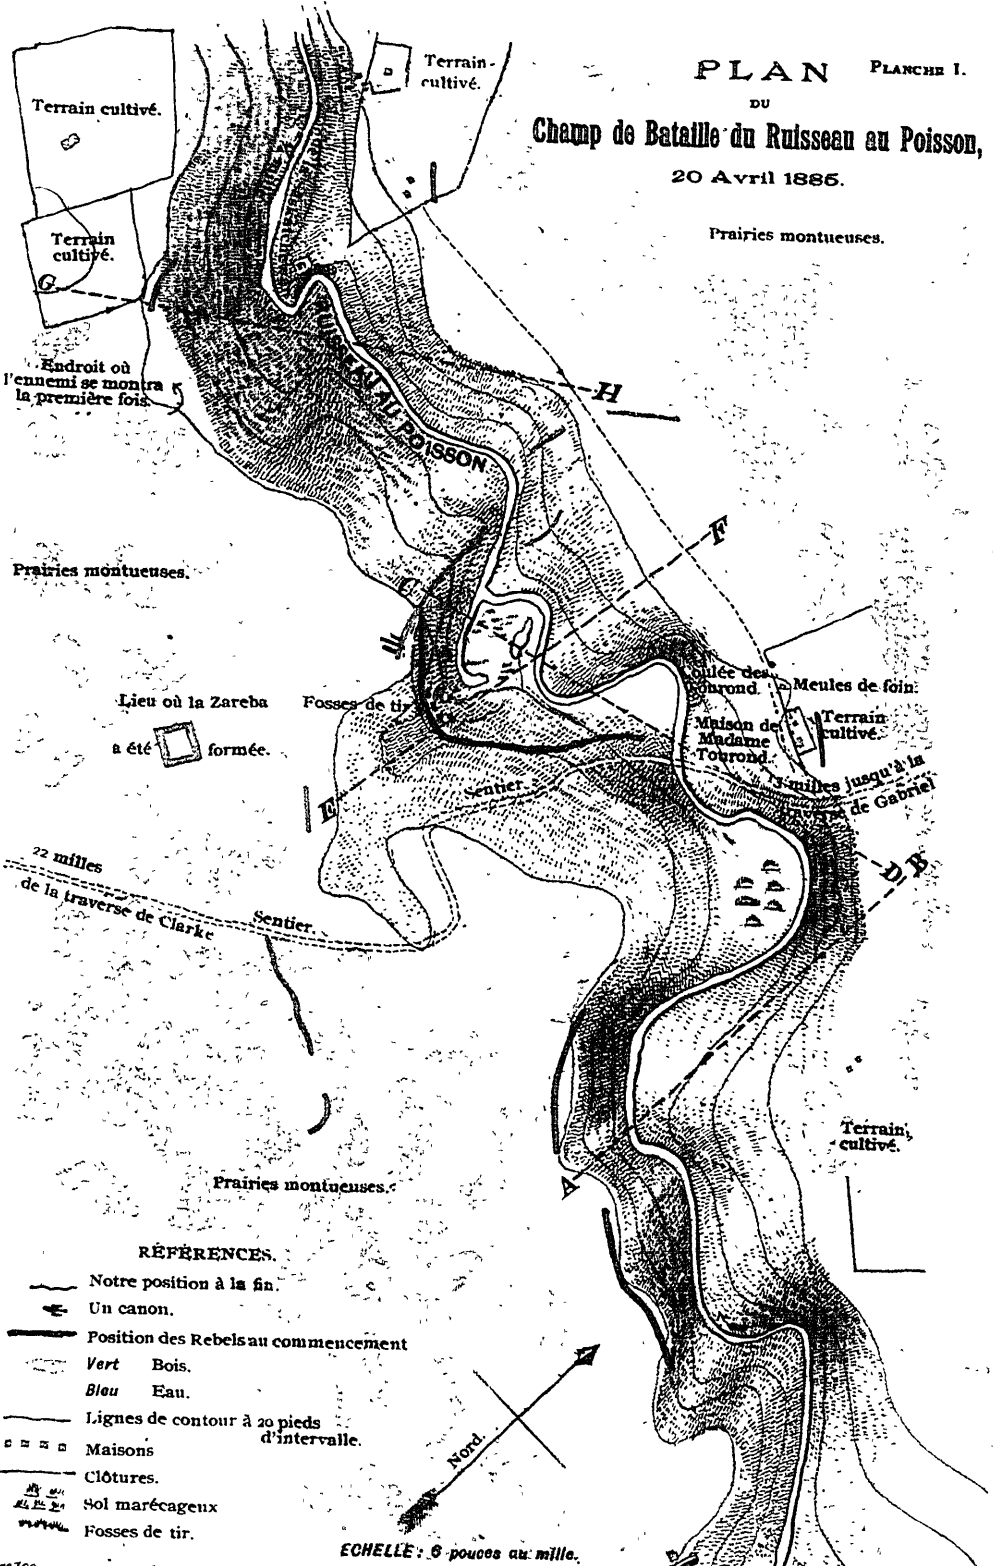 PLAN
PLANCHE I.
DU
Champ de Bataille du Ruisseau au Poisson,
20 Avril 1885.
Terrain cultivé.
Terrain
cultivé.
Prairies montueuses.
Terrain
cultivé.
G
Endroit où
l'ennemi se montra
la première fois.
H
RUISSEAU AU POISSON
F
Prairies montueuses.
C
Coulée des
Tourond.
Meules de foin.
Lieu où la Zareba
a été formée.
Fosses de tir
Maison de
Madame
Tourond.
Terrain
cultivé.
Sentier
E
3 milles jusqu'à la
traverse de Gabriel
D
B
22 milles
de la traverse de Clarke
Sentier.
Terrain
cultivé.
A
Prairies montueuses.
RÉFÉRENCES.
Notre position à la fin.
Un canon.
Position des Rebels au commencement
Vert Bois.
Bleu Eau.
Lignes de contour à 20 pieds
d'intervalle.
Maisons
Clôtures.
Sol marécageux
Fosses de tir.
Nord.
ECHELLE: 6 pouces au mille.